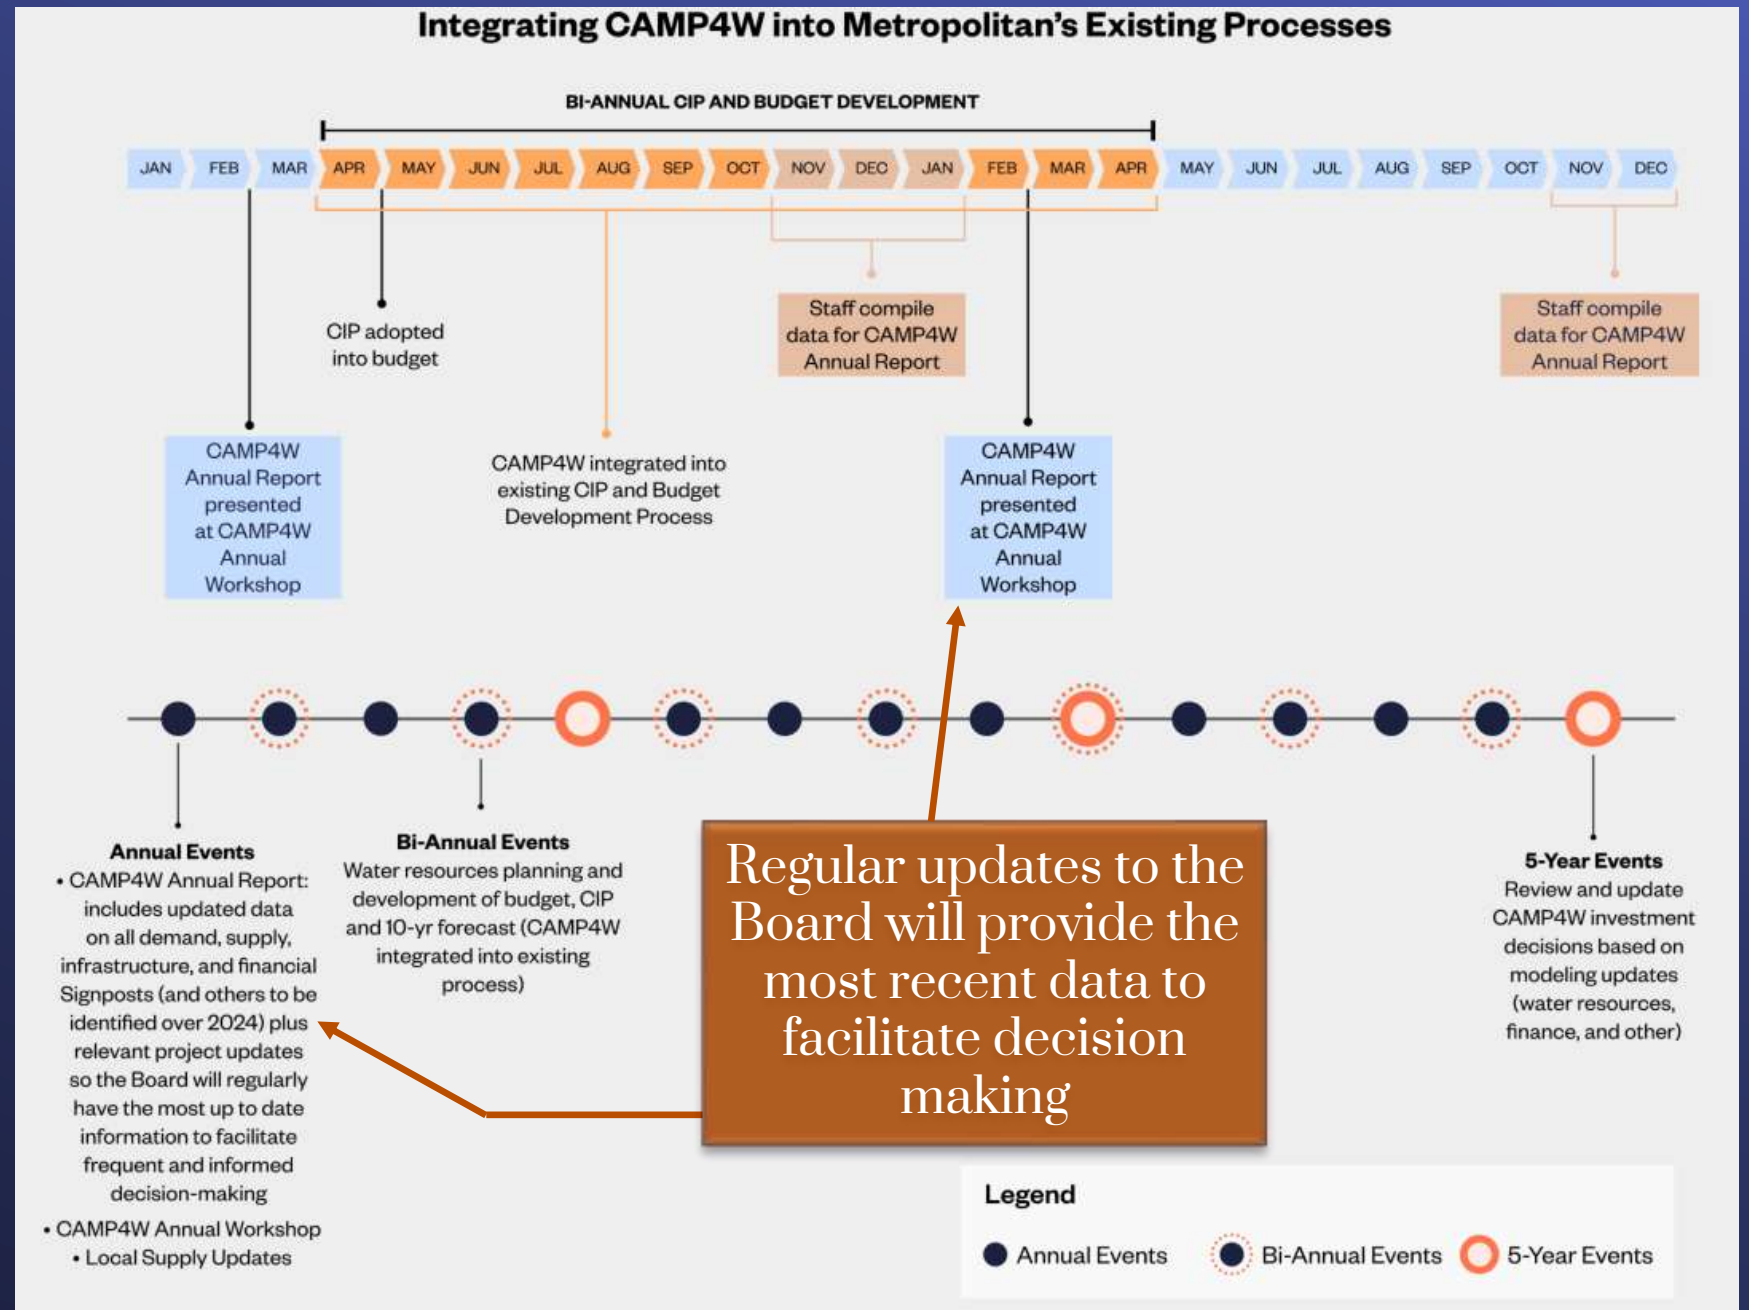 Integrating CAMP4W into Metropolitan's Existing Processes
BI-ANNUAL CIP AND BUDGET DEVELOPMENT
JAN FEB MAR APR MAY JUN JUL AUG SEP OCT NOV DEC JAN FEB MAR APR MAY JUN JUL AUG SEP OCT NOV DEC
CIP adopted
into budget
Staff compile
data for CAMP4W
Annual Report
Staff compile
data for CAMP4W
Annual Report
CAMP4W
Annual Report
presented
at CAMP4W
Annual
Workshop
CAMP4W integrated into
existing CIP and Budget
Development Process
CAMP4W
Annual Report
presented
at CAMP4W
Annual
Workshop
Annual Events
• CAMP4W Annual Report:
includes updated data
on all demand, supply,
infrastructure, and financial
Signposts (and others to be
identified over 2024) plus
relevant project updates
so the Board will regularly
have the most up to date
information to facilitate
frequent and informed
decision-making
• CAMP4W Annual Workshop
• Local Supply Updates
Bi-Annual Events
Water resources planning and
development of budget, CIP
and 10-yr forecast (CAMP4W
integrated into existing
process)
Regular updates to the
Board will provide the
most recent data to
facilitate decision
making
5-Year Events
Review and update
CAMP4W investment
decisions based on
modeling updates
(water resources,
finance, and other)
Legend
Annual Events Bi-Annual Events 5-Year Events